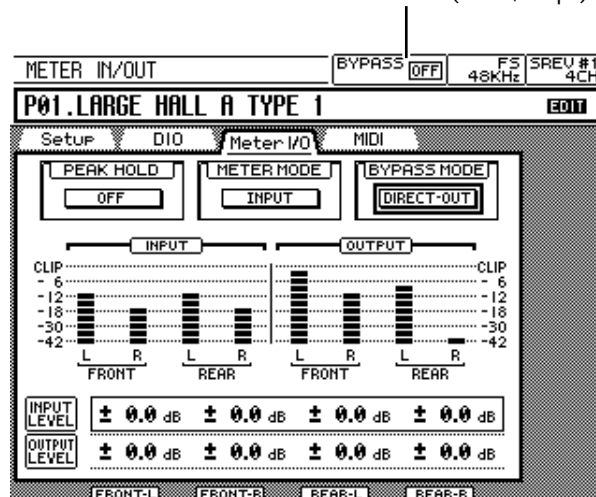 METER IN/OUT BYPASS OFF FS 48KHz SREV #1 4CH
P01.LARGE HALL A TYPE 1 EDIT
Setup DIO Meter I/O MIDI
PEAK HOLD METER MODE BYPASS MODE
OFF INPUT DIRECT-OUT
INPUT OUTPUT
CLIP CLIP
- 6 - 6
-12 -12
-18 -18
-30 -30
-42 -42
L R L R L R L R
FRONT REAR FRONT REAR
INPUT LEVEL ± 0.0 dB ± 0.0 dB ± 0.0 dB ± 0.0 dB
OUTPUT LEVEL ± 0.0 dB ± 0.0 dB ± 0.0 dB ± 0.0 dB
FRONT-L FRONT-R REAR-L REAR-R